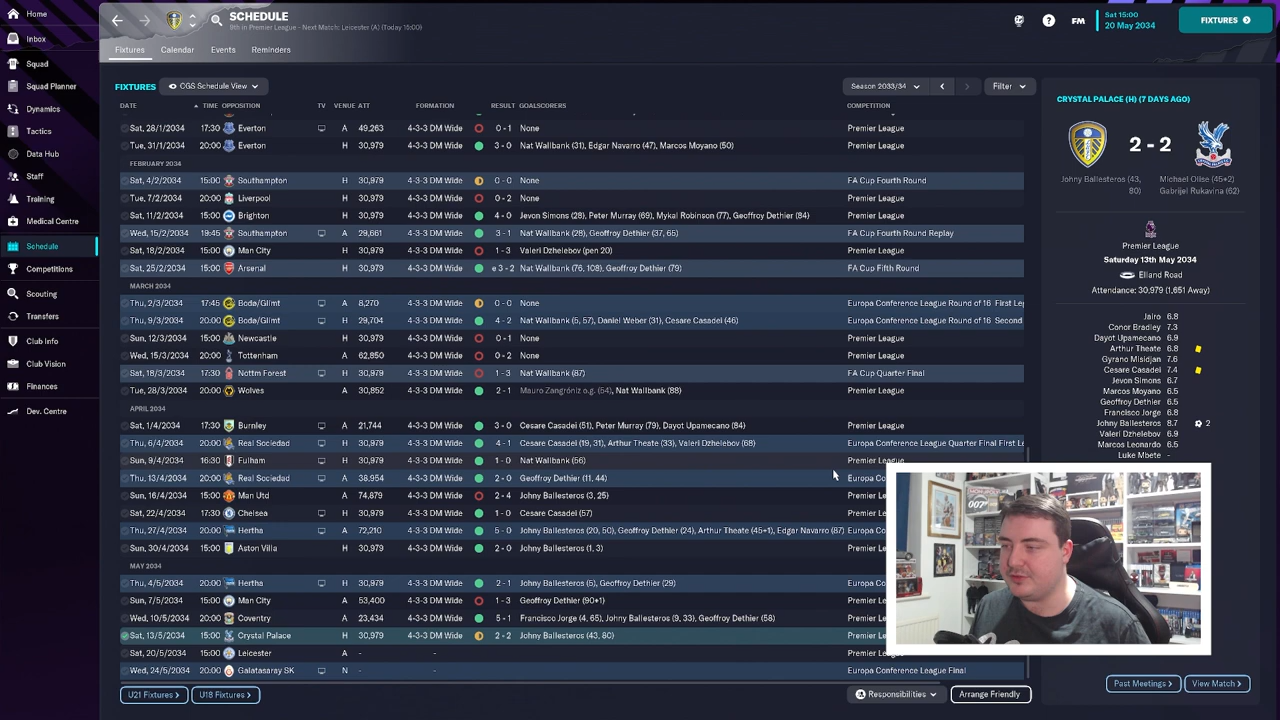 Home
Inbox
Squad
Squad Planner
Dynamics
Tactics
Data Hub
Staff
Training
Medical Centre
Schedule
Competitions
Scouting
Transfers
Club Info
Club Vision
Finances
Dev. Centre
SCHEDULE
9th in Premier League - Next Match: Leicester (A) (Today 15:00)
FM
Sat 15:00
20 May 2034
FIXTURES
Fixtures Calendar Events Reminders
FIXTURES CGS Schedule View Season 2033/34 Filter
DATE TIME OPPOSITION TV VENUE ATT FORMATION RESULT GOALSCORERS COMPETITION
Sat, 28/1/2034 17:30 Everton A 49,263 4-3-3 DM Wide 0 - 1 None Premier League
Tue, 31/1/2034 20:00 Everton H 30,979 4-3-3 DM Wide 3 - 0 Nat Wallbank (31), Edgar Navarro (47), Marcos Moyano (50) Premier League
FEBRUARY 2034
Sat, 4/2/2034 15:00 Southampton H 30,979 4-3-3 DM Wide 0 - 0 None FA Cup Fourth Round
Tue, 7/2/2034 20:00 Liverpool H 30,979 4-3-3 DM Wide 0 - 2 None Premier League
Sat, 11/2/2034 15:00 Brighton H 30,979 4-3-3 DM Wide 4 - 0 Jevon Simons (28), Peter Murray (69), Mykal Robinson (77), Geoffroy Dethier (84) Premier League
Wed, 15/2/2034 19:45 Southampton A 29,661 4-3-3 DM Wide 3 - 1 Nat Wallbank (28), Geoffroy Dethier (37, 65) FA Cup Fourth Round Replay
Sat, 18/2/2034 15:00 Man City H 30,979 4-3-3 DM Wide 1 - 3 Valeri Dzhelebov (pen 20) Premier League
Sat, 25/2/2034 15:00 Arsenal H 30,979 4-3-3 DM Wide e 3 - 2 Nat Wallbank (76, 108), Geoffroy Dethier (79) FA Cup Fifth Round
MARCH 2034
Thu, 2/3/2034 17:45 Bodø/Glimt A 8,270 4-3-3 DM Wide 0 - 0 None Europa Conference League Round of 16 First Leg
Thu, 9/3/2034 20:00 Bodø/Glimt H 29,704 4-3-3 DM Wide 4 - 2 Nat Wallbank (5, 57), Daniel Weber (31), Cesare Casadei (46) Europa Conference League Round of 16 Second
Sun, 12/3/2034 15:00 Newcastle H 30,979 4-3-3 DM Wide 0 - 1 None Premier League
Wed, 15/3/2034 20:00 Tottenham A 62,850 4-3-3 DM Wide 0 - 2 None Premier League
Sat, 18/3/2034 17:30 Nottm Forest H 30,979 4-3-3 DM Wide 1 - 3 Nat Wallbank (87) FA Cup Quarter Final
Tue, 28/3/2034 20:00 Wolves A 30,852 4-3-3 DM Wide 2 - 1 Mauro Zangróniz o.g. (54), Nat Wallbank (88) Premier League
APRIL 2034
Sat, 1/4/2034 17:30 Burnley A 21,744 4-3-3 DM Wide 3 - 0 Cesare Casadei (51), Peter Murray (79), Dayot Upamecano (84) Premier League
Thu, 6/4/2034 20:00 Real Sociedad H 30,979 4-3-3 DM Wide 4 - 1 Cesare Casadei (19, 31), Arthur Theate (33), Valeri Dzhelebov (68) Europa Conference League Quarter Final First Le
Sun, 9/4/2034 16:30 Fulham H 30,979 4-3-3 DM Wide 1 - 0 Nat Wallbank (56) Premier League
Thu, 13/4/2034 20:00 Real Sociedad A 38,954 4-3-3 DM Wide 2 - 0 Geoffroy Dethier (11, 44) Europa Co
Sun, 16/4/2034 15:00 Man Utd A 74,879 4-3-3 DM Wide 2 - 4 Johny Ballesteros (3, 25) Premier Le
Sat, 22/4/2034 15:00 Chelsea H 30,979 4-3-3 DM Wide 1 - 0 Cesare Casadei (57) Premier Le
Thu, 27/4/2034 20:00 Hertha A 72,210 4-3-3 DM Wide 5 - 0 Johny Ballesteros (20, 50), Geoffroy Dethier (24), Arthur Theate (45+1), Edgar Navarro (87) Europa Co
Sun, 30/4/2034 15:00 Aston Villa H 30,979 4-3-3 DM Wide 2 - 0 Johny Ballesteros (1, 3) Premier Le
MAY 2034
Thu, 4/5/2034 20:00 Hertha H 30,979 4-3-3 DM Wide 2 - 1 Johny Ballesteros (5), Geoffroy Dethier (29) Europa Co
Sun, 7/5/2034 15:00 Man City A 53,400 4-3-3 DM Wide 1 - 3 Geoffroy Dethier (90+1) Premier Le
Wed, 10/5/2034 20:00 Coventry A 23,434 4-3-3 DM Wide 5 - 1 Francisco Jorge (4, 65), Johny Ballesteros (9, 33), Geoffroy Dethier (58) Premier Le
Sat, 13/5/2034 15:00 Crystal Palace H 30,979 4-3-3 DM Wide 2 - 2 Johny Ballesteros (43, 80) Premier Le
Sat, 20/5/2034 15:00 Leicester A - - Premier League
Wed, 24/5/2034 20:00 Galatasaray SK N - - Europa Conference League Final
U21 Fixtures U18 Fixtures Responsibilities Arrange Friendly
CRYSTAL PALACE (H) (7 DAYS AGO)
2 - 2
Johny Ballesteros (43, 80)
Michael Olise (45+2)
Gabrijel Rukavina (62)
Premier League
Saturday 13th May 2034
Elland Road
Attendance: 30,979 (1,651 Away)
Jairo 6.8
Conor Bradley 7.3
Dayot Upamecano 6.9
Arthur Theate 6.8
Gyrano Misidjan 7.6
Cesare Casadei 7.4
Jevon Simons 6.7
Marcos Moyano 6.5
Geoffroy Dethier 6.5
Francisco Jorge 6.8
Johny Ballesteros 8.7 2
Valeri Dzhelebov 6.9
Marcos Leonardo 6.5
Luke Mbete -
Past Meetings View Match
007